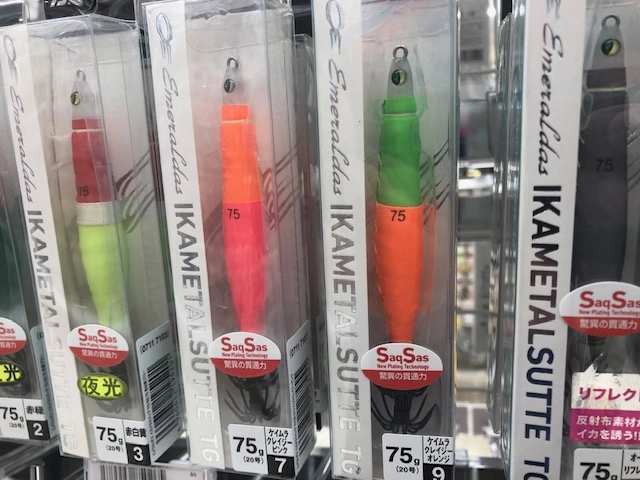 SaqSas
夜光
75g
(20号)
赤緑
2
Emeraldas
IKAMETALSUTTE TG
75
SaqSas
New Plating Technology
驚異の貫通力
夜光
75g
(20号)
赤白黄
3
Emeraldas
IKAMETALSUTTE TG
75
SaqSas
New Plating Technology
驚異の貫通力
75g
(20号)
ケイムラ
クレイジー
ピンク
7
Emeraldas
IKAMETALSUTTE TG
75
SaqSas
New Plating Technology
驚異の貫通力
75g
(20号)
ケイムラ
クレイジー
オレンジ
9
Emeraldas
IKAMETALSUTTE TG
75
SaqSas
New Plating Technology
驚異の貫通力
リフレク
反射布素材が
イカを誘う!!
75g